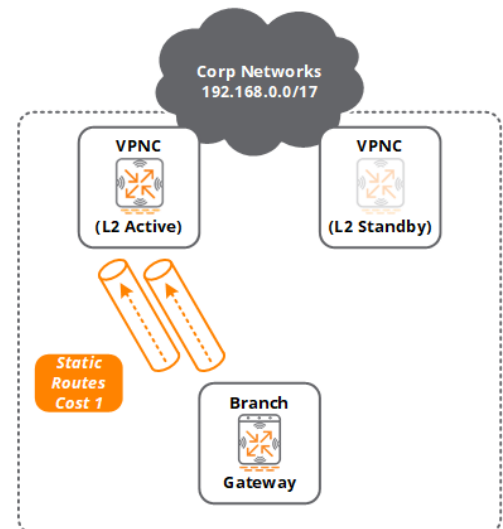 Corp Networks
192.168.0.0/17
VPNC
(L2 Active)
VPNC
(L2 Standby)
Static
Routes
Cost 1
Branch
Gateway